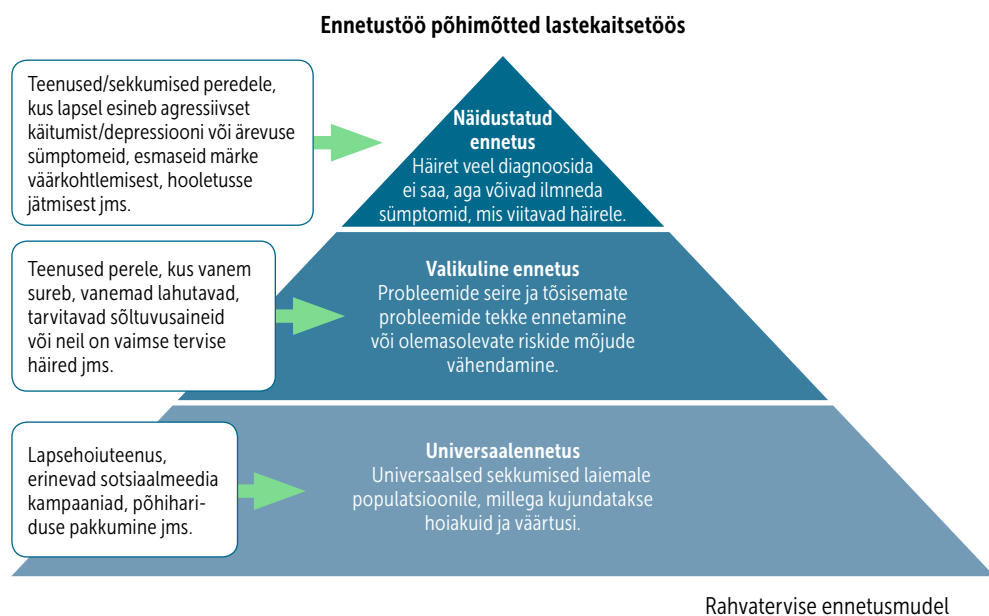 Ennetustöö põhimõtted lastekaitsetöös
Teenused/sekkumised peredele,
kus lapsel esineb agressiivset
käitumist/depressiooni või ärevuse
sümptomeid, esmaseid märke
väärkohtlemisest, hooletusse
jätmisest jms.
Näidustatud
ennetus
Häiret veel diagnoosida
ei saa, aga võivad ilmneda
sümptomid, mis viitavad häirele.
Teenused perele, kus vanem
sureb, vanemad lahutavad,
tarvitavad sõltuvusaineid
või neil on vaimse tervise
häired jms.
Valikuline ennetus
Probleemide seire ja tõsisemate
probleemide tekke ennetamine
või olemasolevate riskide mõjude
vähendamine.
Lapsehoiuteenus,
erinevad sotsiaalmeedia
kampaaniad, põhihari-
duse pakkumine jms.
Universaalennetus
Universaalsed sekkumised laiemale
populatsioonile, millega kujundatakse
hoiakuid ja väärtusi.
Rahvatervise ennetusmudel